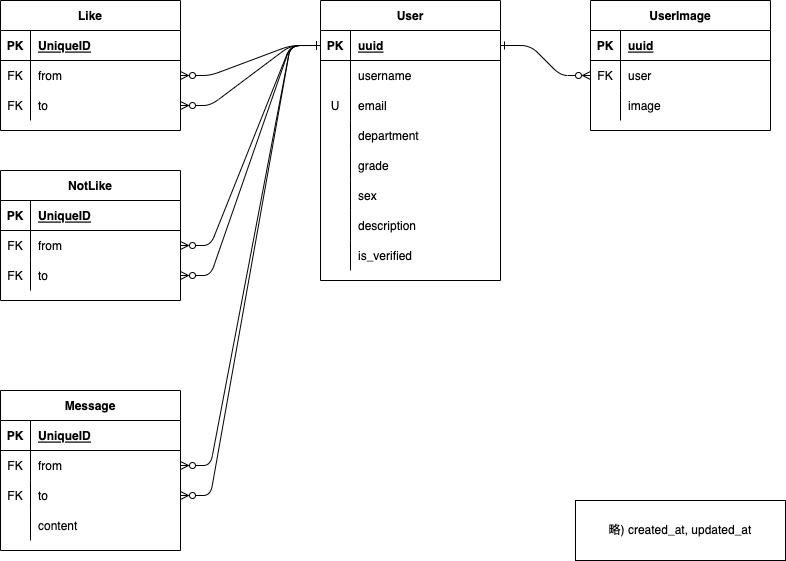 Like
PK UniqueID
FK from
FK to
NotLike
PK UniqueID
FK from
FK to
Message
PK UniqueID
FK from
FK to
content
User
PK uuid
username
U email
department
grade
sex
description
is_verified
UserImage
PK uuid
FK user
image
略) created_at, updated_at